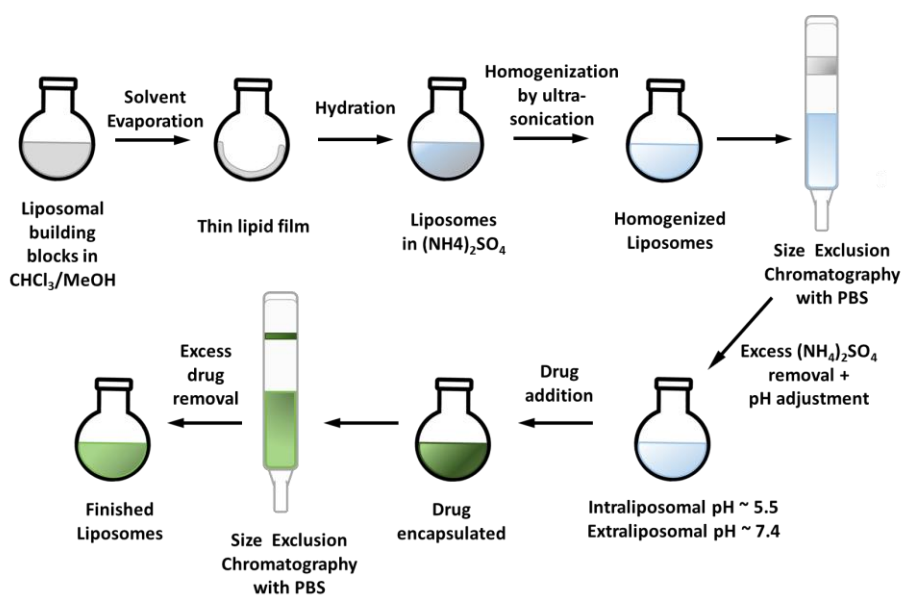 Solvent
Evaporation
Hydration
Homogenization
by ultra-
sonication
Liposomal
building
blocks in
CHCl₃/MeOH
Thin lipid film
Liposomes
in (NH4)₂SO₄
Homogenized
Liposomes
Size Exclusion
Chromatography
with PBS
Excess (NH₄)₂SO₄
removal +
pH adjustment
Intraliposomal pH ~ 5.5
Extraliposomal pH ~ 7.4
Drug
addition
Drug
encapsulated
Size Exclusion
Chromatography
with PBS
Excess
drug
removal
Finished
Liposomes